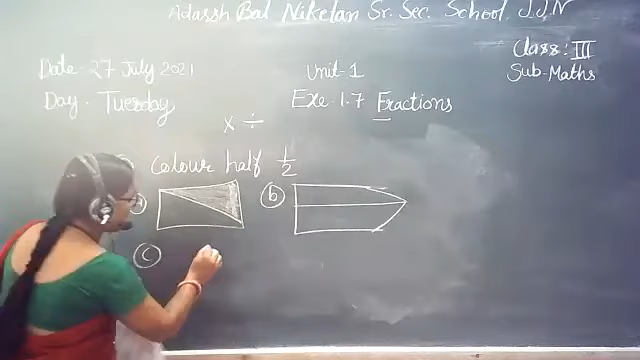 Adassh Bal Niketan Sr. Sec. School, JJN
Class: III
Date - 27 July 2021 Unit-1 Sub-Maths
Day - Tuesday Exe-1.7 Fractions
× ÷
Colour half 1/2
a b
c